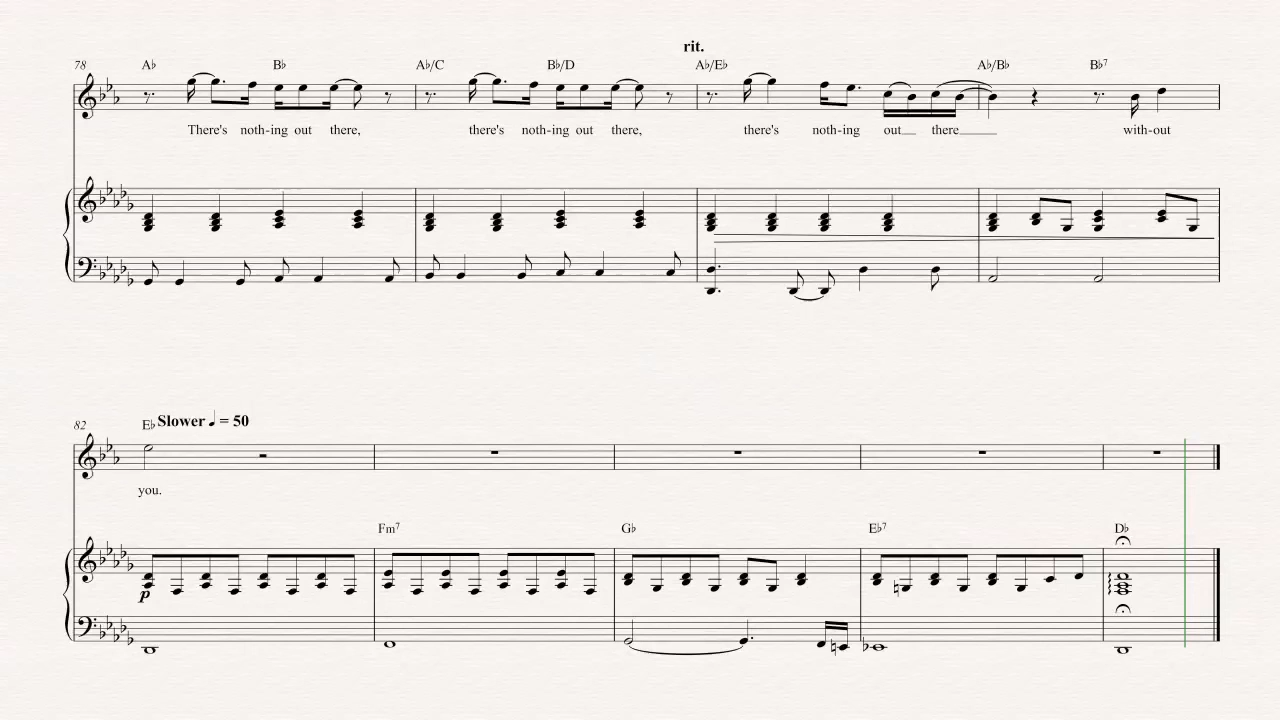 rit.
78 A♭ B♭ A♭/C B♭/D A♭/E♭ A♭/B♭ B♭7
There's noth-ing out there, there's noth-ing out there, there's noth-ing out there with-out
82 E♭ Slower ♩ = 50
you.
Fm7 G♭ E♭7 D♭
p